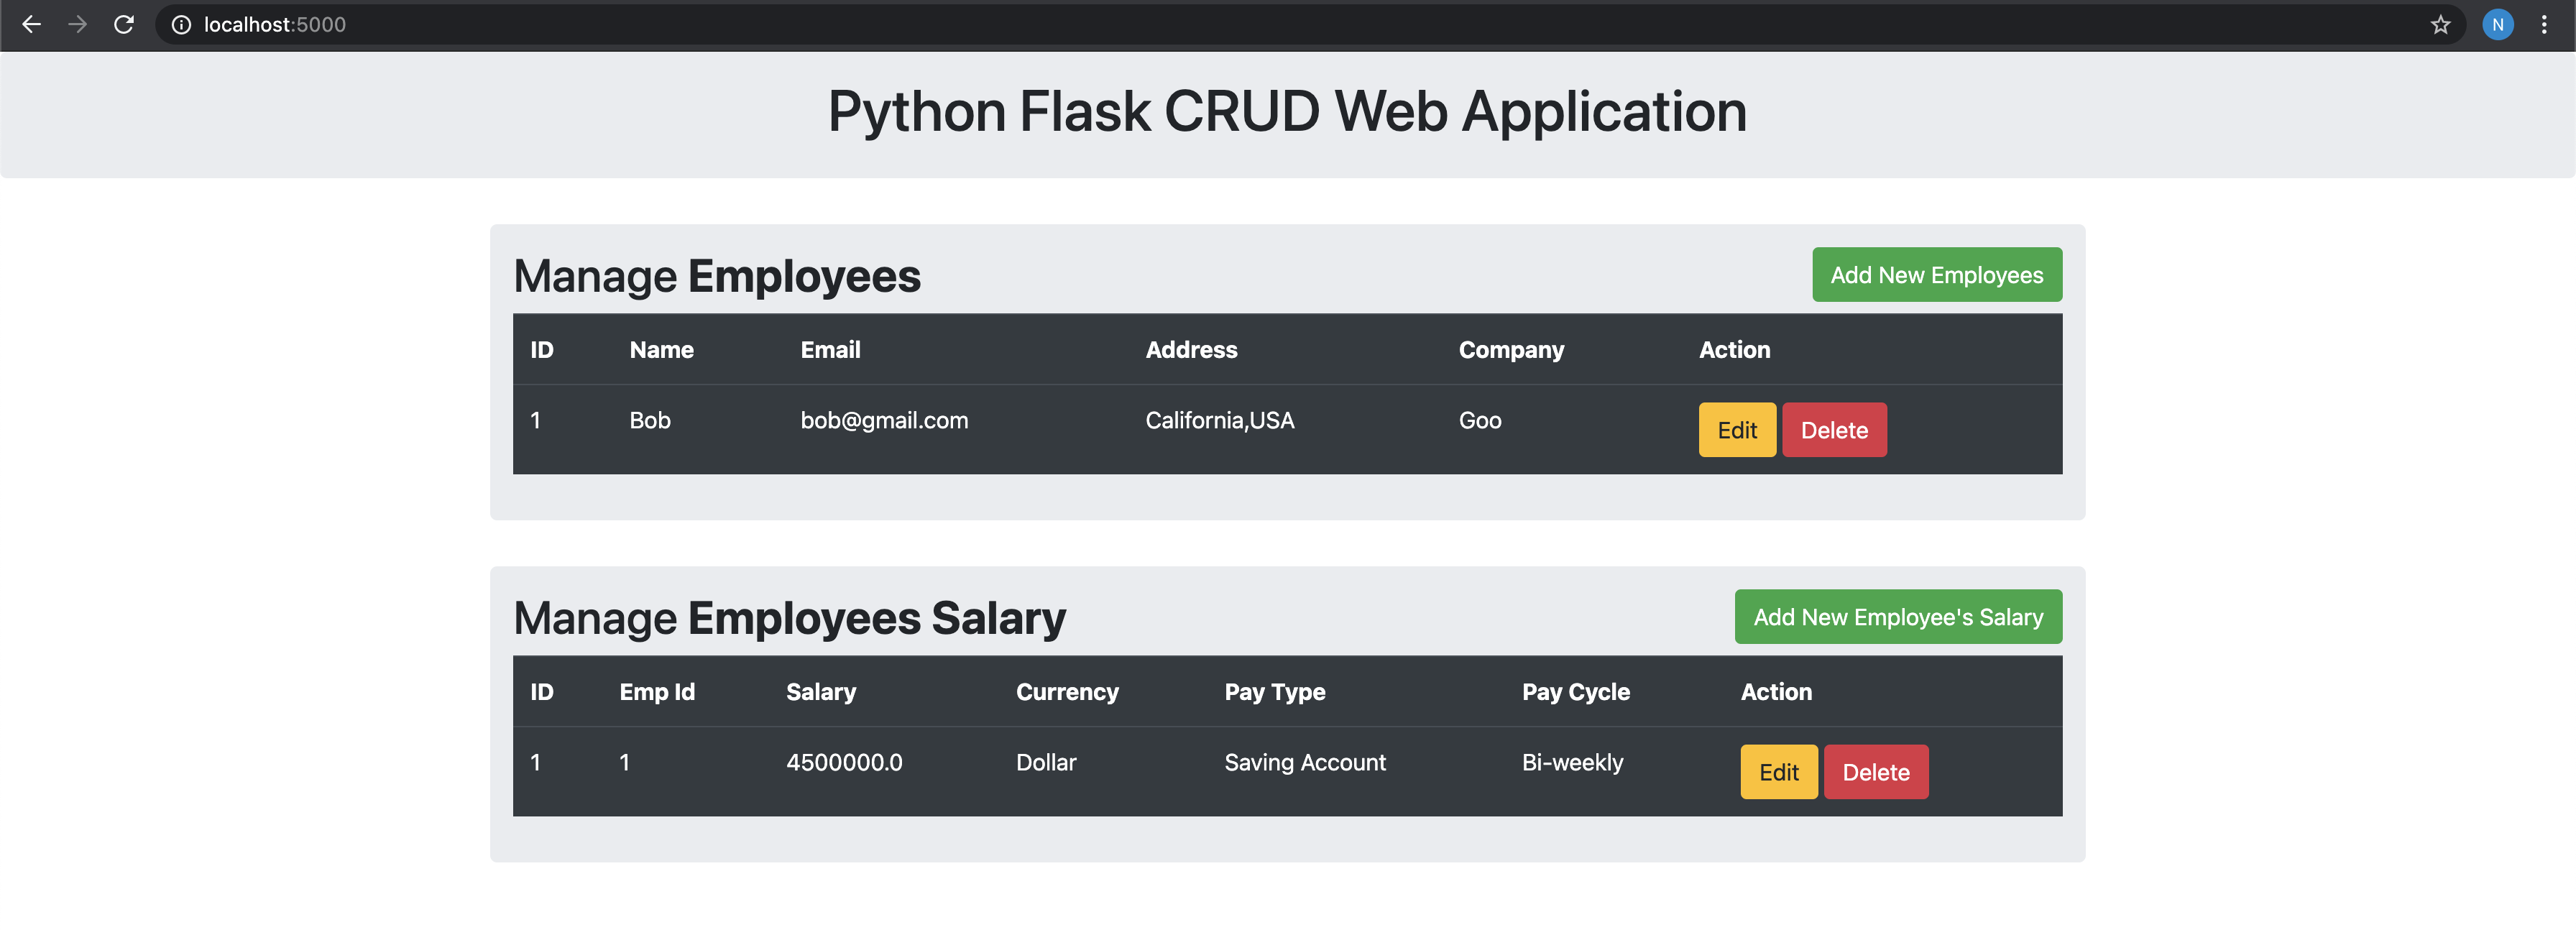 localhost:5000
N
Python Flask CRUD Web Application
Manage Employees
Add New Employees
ID Name Email Address Company Action
1 Bob bob@gmail.com California,USA Goo Edit Delete
Manage Employees Salary
Add New Employee's Salary
ID Emp Id Salary Currency Pay Type Pay Cycle Action
1 1 4500000.0 Dollar Saving Account Bi-weekly Edit Delete